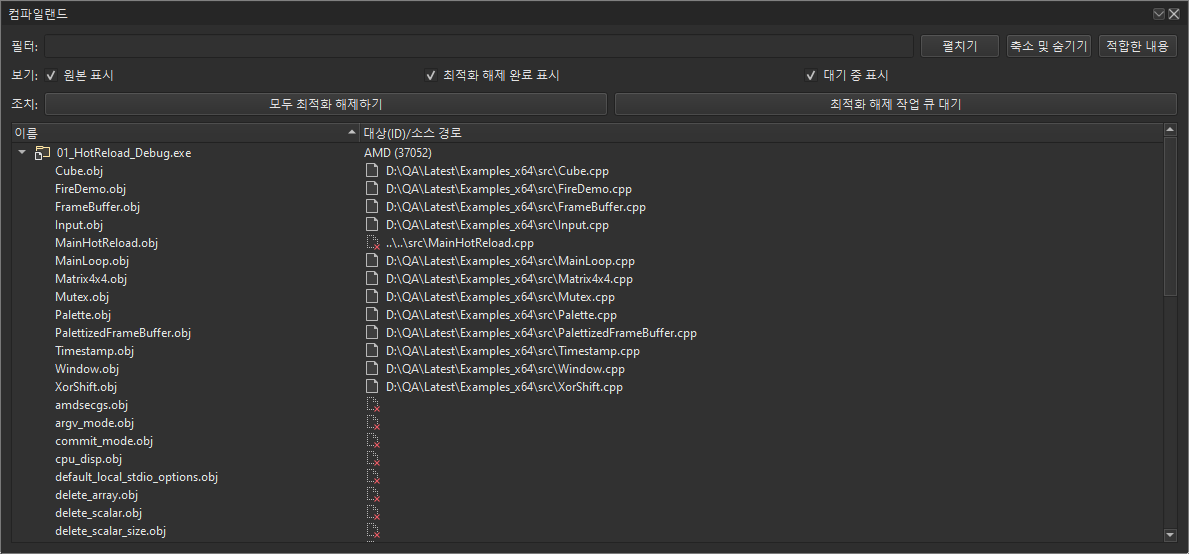 컴파일랜드
필터: 펼치기 축소 및 숨기기 적합한 내용
보기: 원본 표시 최적화 해제 완료 표시 대기 중 표시
조치: 모두 최적화 해제하기 최적화 해제 작업 큐 대기
이름 대상(ID)/소스 경로
01_HotReload_Debug.exe AMD (37052)
Cube.obj D:\QA\Latest\Examples_x64\src\Cube.cpp
FireDemo.obj D:\QA\Latest\Examples_x64\src\FireDemo.cpp
FrameBuffer.obj D:\QA\Latest\Examples_x64\src\FrameBuffer.cpp
Input.obj D:\QA\Latest\Examples_x64\src\Input.cpp
MainHotReload.obj ..\..\src\MainHotReload.cpp
MainLoop.obj D:\QA\Latest\Examples_x64\src\MainLoop.cpp
Matrix4x4.obj D:\QA\Latest\Examples_x64\src\Matrix4x4.cpp
Mutex.obj D:\QA\Latest\Examples_x64\src\Mutex.cpp
Palette.obj D:\QA\Latest\Examples_x64\src\Palette.cpp
PalettizedFrameBuffer.obj D:\QA\Latest\Examples_x64\src\PalettizedFrameBuffer.cpp
Timestamp.obj D:\QA\Latest\Examples_x64\src\Timestamp.cpp
Window.obj D:\QA\Latest\Examples_x64\src\Window.cpp
XorShift.obj D:\QA\Latest\Examples_x64\src\XorShift.cpp
amdsecgs.obj
argv_mode.obj
commit_mode.obj
cpu_disp.obj
default_local_stdio_options.obj
delete_array.obj
delete_scalar.obj
delete_scalar_size.obj